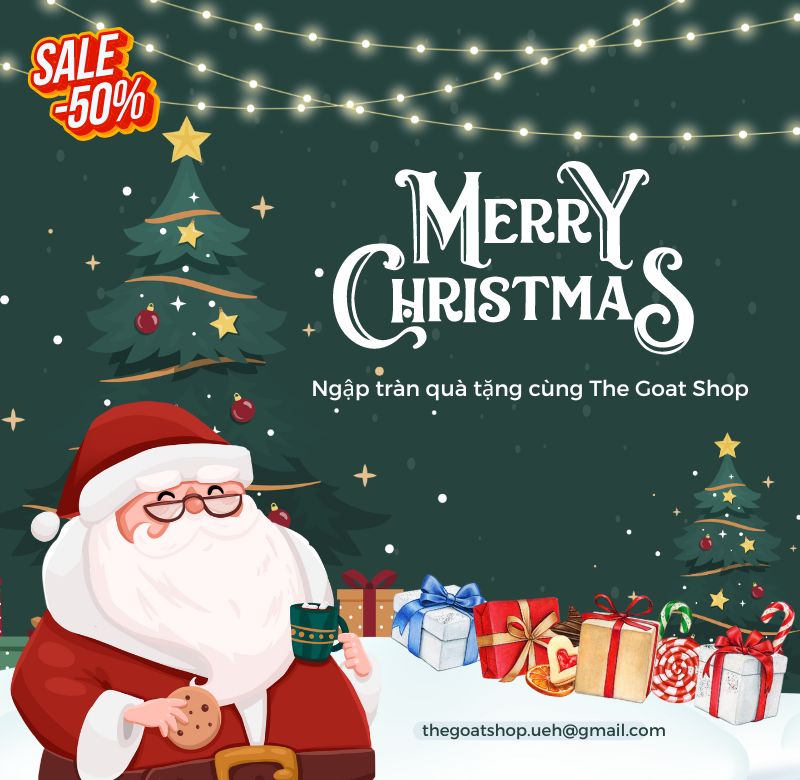 SALE
-50%
MERRY
CHRISTMAS
Ngập tràn quà tặng cùng The Goat Shop
thegoatshop.ueh@gmail.com